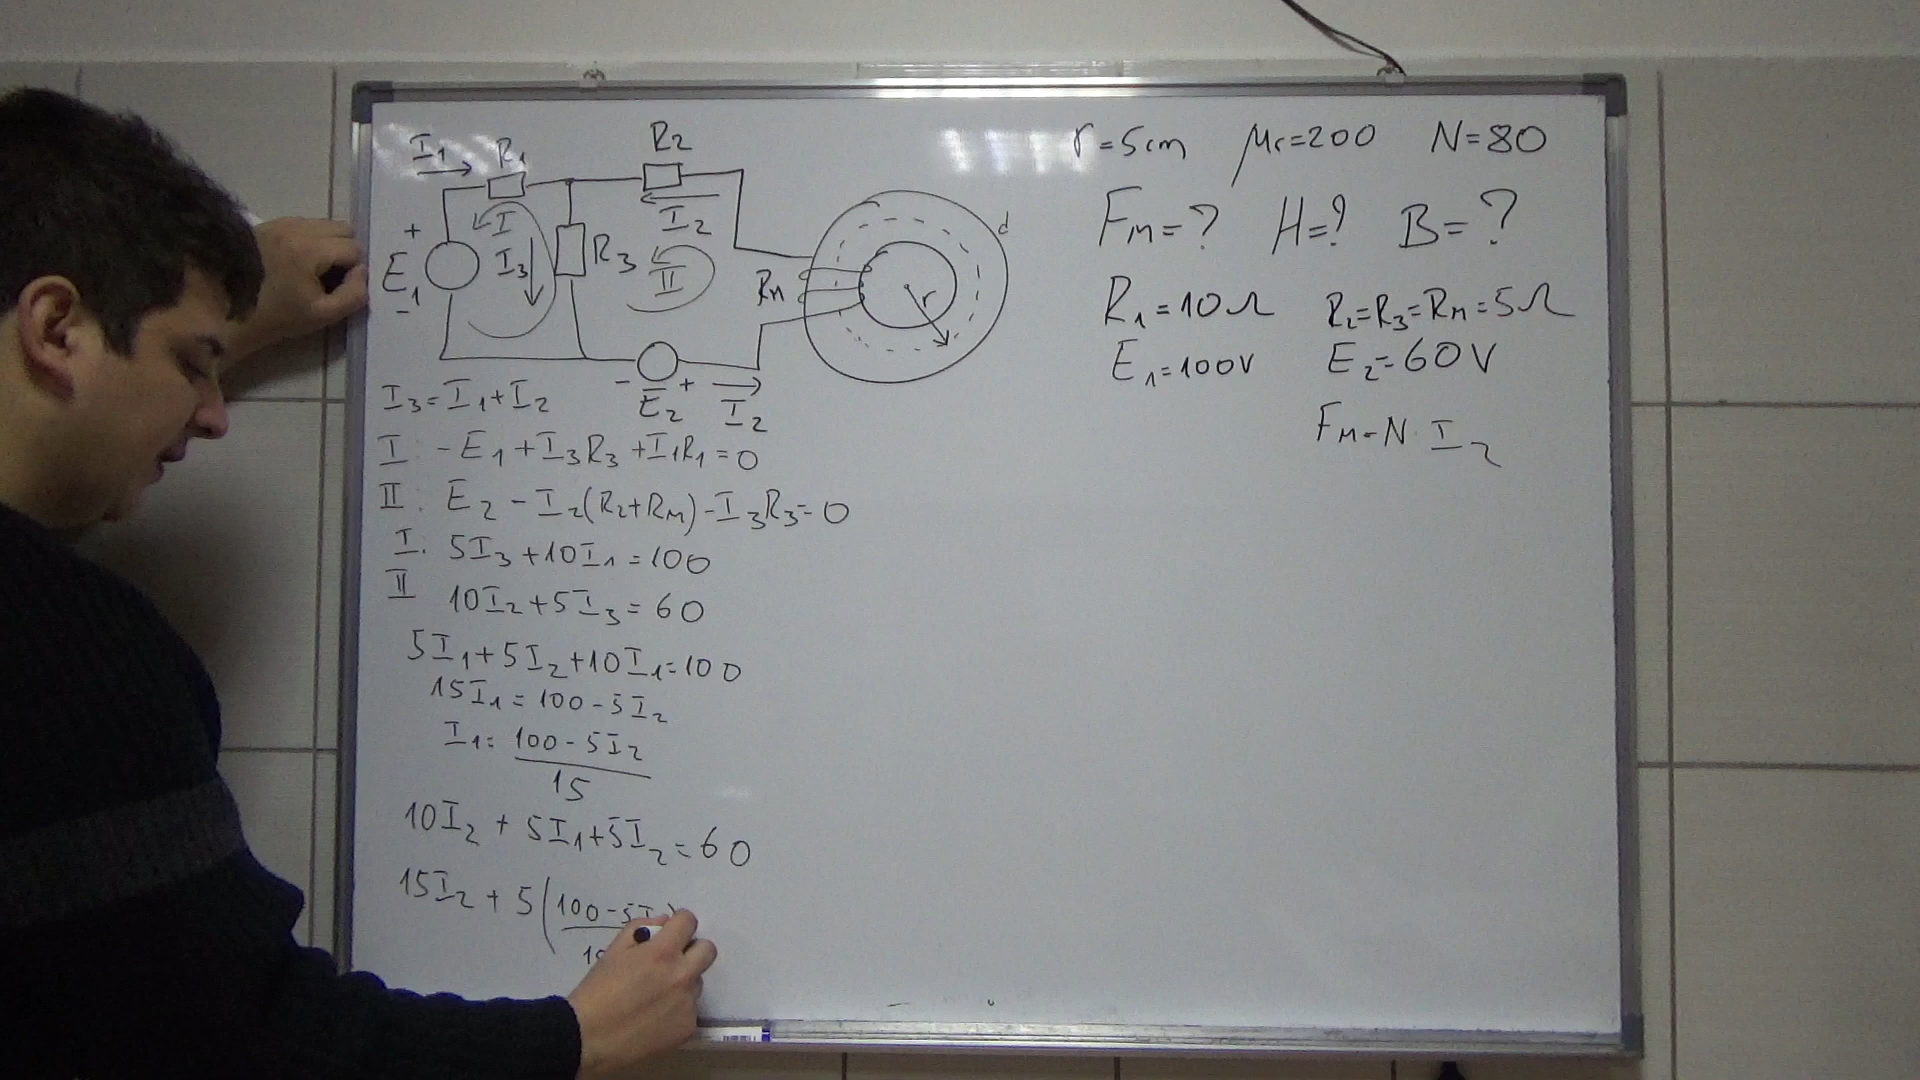 I1 R1 R2
I I2
+ E1 - I3 R3 II RM r d
- E2 + I2
I3=I1+I2
I : -E1+I3R3+I1R1=0
II : E2-I2(R2+RM)-I3R3=0
I. 5I3+10I1=100
II 10I2+5I3=60
5I1+5I2+10I1=100
15I1=100-5I2
I1= 100-5I2
15
10I2+5I1+5I2=60
15I2+5(100-5I
r=5cm μr=200 N=80
FM=? H=? B=?
R1=10Ω R2=R3=RM=5Ω
E1=100V E2=60V
FM=N·I2